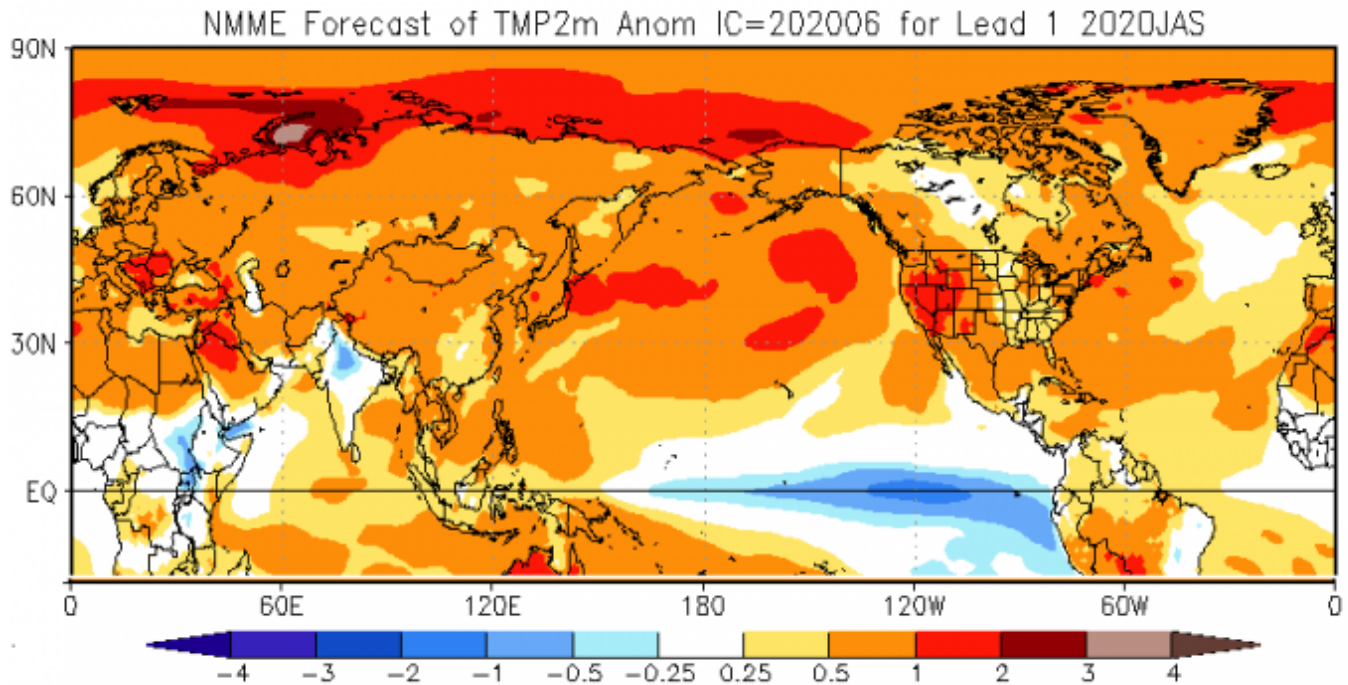 NMME Forecast of TMP2m Anom IC=202006 for Lead 1 2020JAS
90N
60N
30N
EQ
0 60E 120E 180 120W 60W 0
-4 -3 -2 -1 -0.5 -0.25 0.25 0.5 1 2 3 4